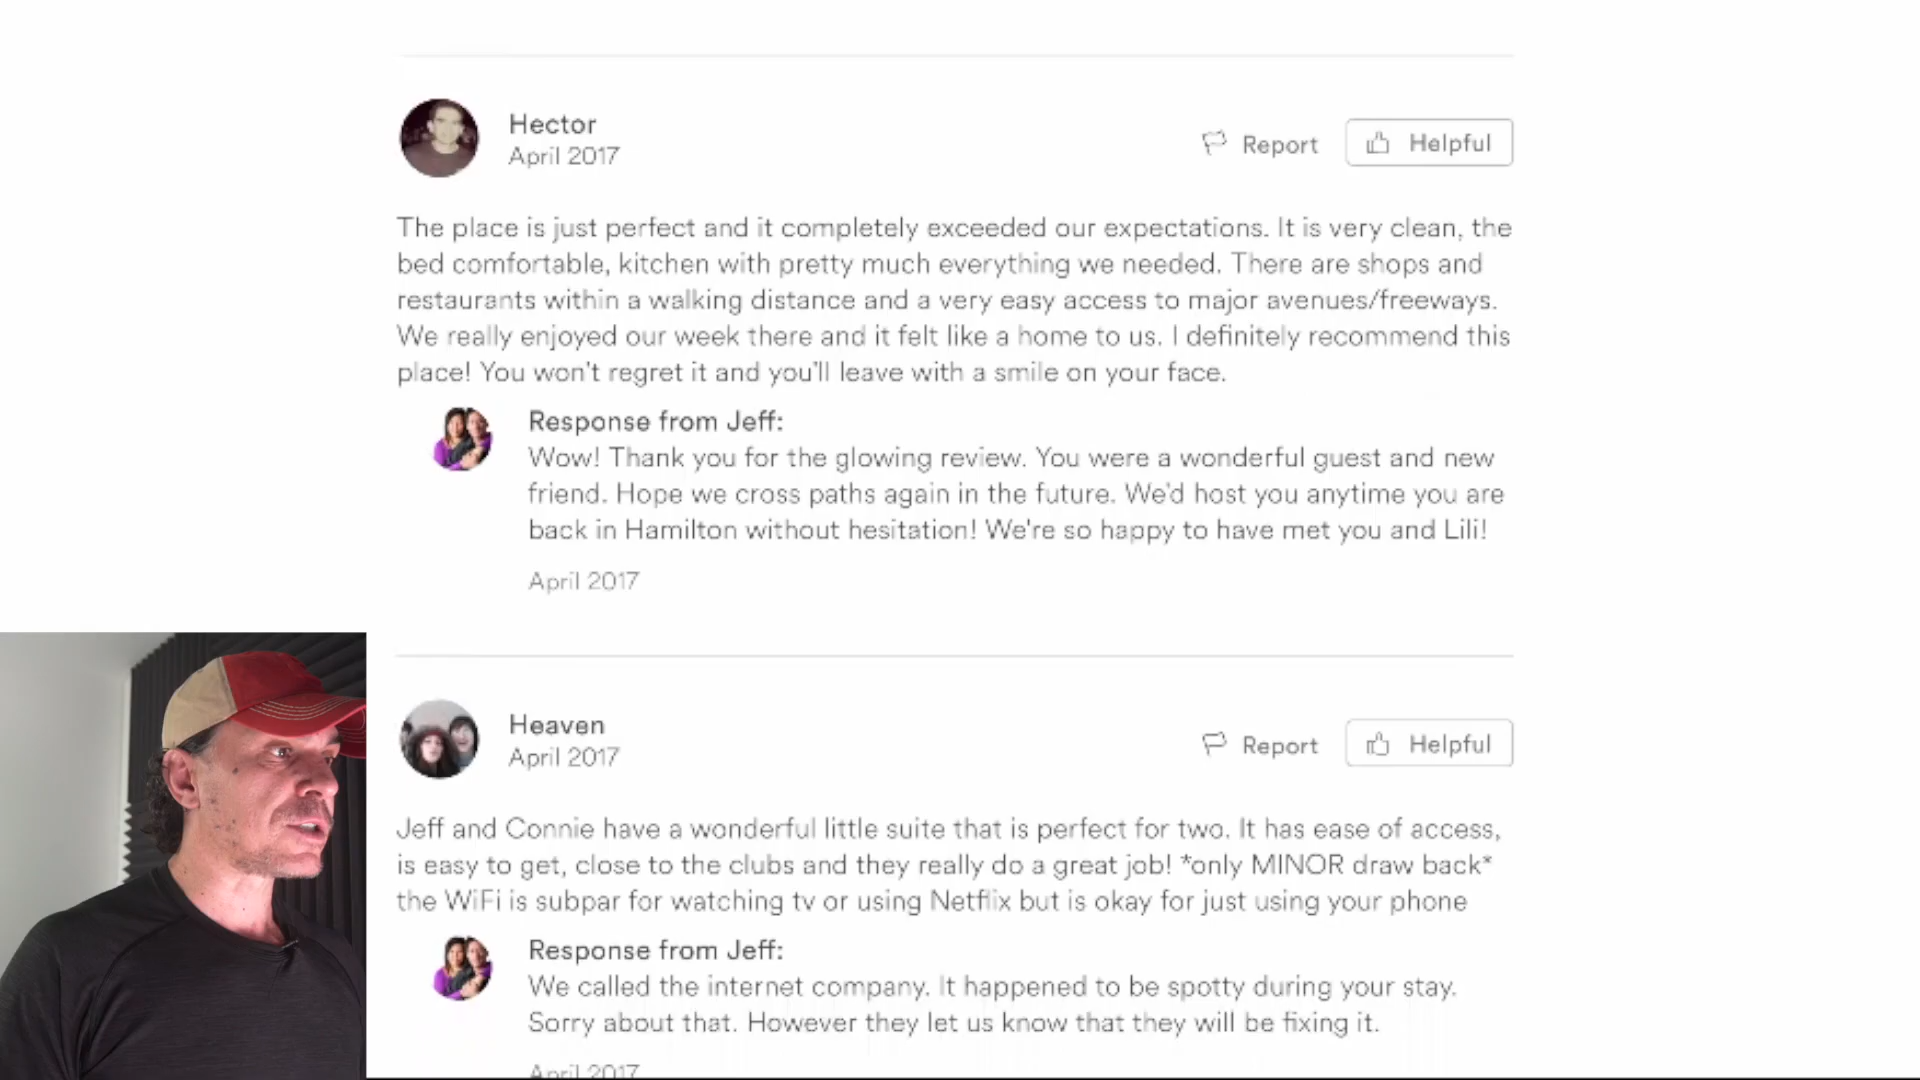 Hector
April 2017
Report
Helpful
The place is just perfect and it completely exceeded our expectations. It is very clean, the
bed comfortable, kitchen with pretty much everything we needed. There are shops and
restaurants within a walking distance and a very easy access to major avenues/freeways.
We really enjoyed our week there and it felt like a home to us. I definitely recommend this
place! You won't regret it and you'll leave with a smile on your face.
Response from Jeff:
Wow! Thank you for the glowing review. You were a wonderful guest and new
friend. Hope we cross paths again in the future. We'd host you anytime you are
back in Hamilton without hesitation! We're so happy to have met you and Lili!
April 2017
Heaven
April 2017
Report
Helpful
Jeff and Connie have a wonderful little suite that is perfect for two. It has ease of access,
is easy to get, close to the clubs and they really do a great job! *only MINOR draw back*
the WiFi is subpar for watching tv or using Netflix but is okay for just using your phone
Response from Jeff:
We called the internet company. It happened to be spotty during your stay.
Sorry about that. However they let us know that they will be fixing it.
April 2017